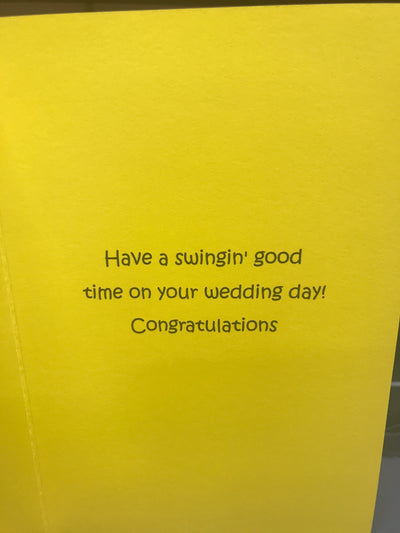 Have a swingin' good
time on your wedding day!
Congratulations